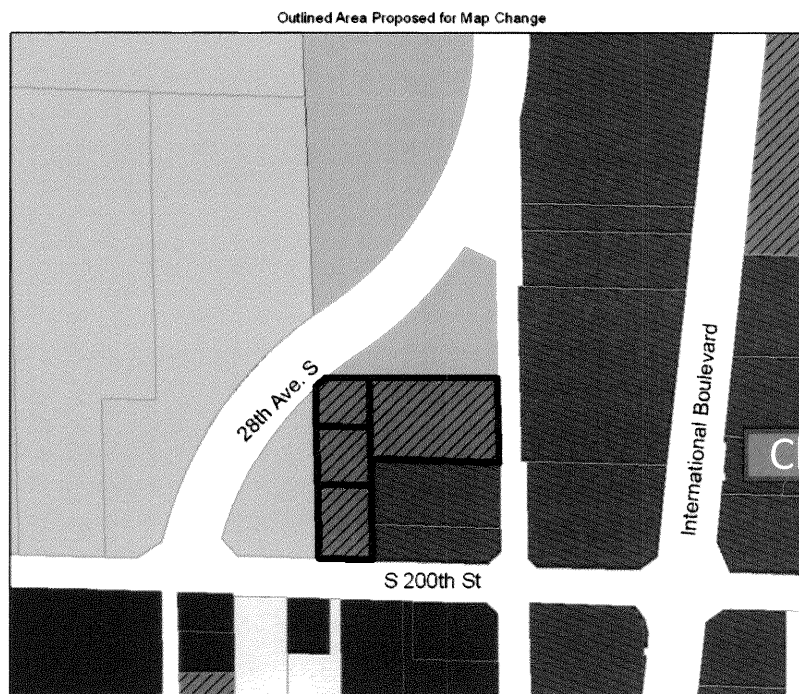 Outlined Area Proposed for Map Change
28th Ave. S
International Boulevard
S 200th St